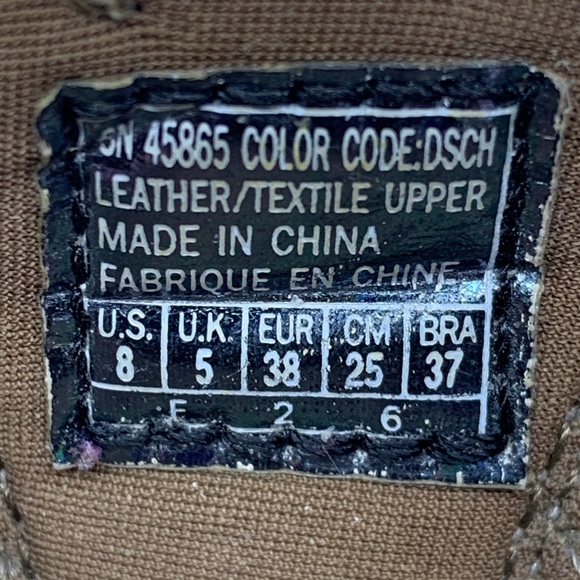 SN 45865 COLOR CODE:DSCH
LEATHER/TEXTILE UPPER
MADE IN CHINA
FABRIQUE EN CHINE
U.S. U.K. EUR CM BRA
8 5 38 25 37
F 2 6